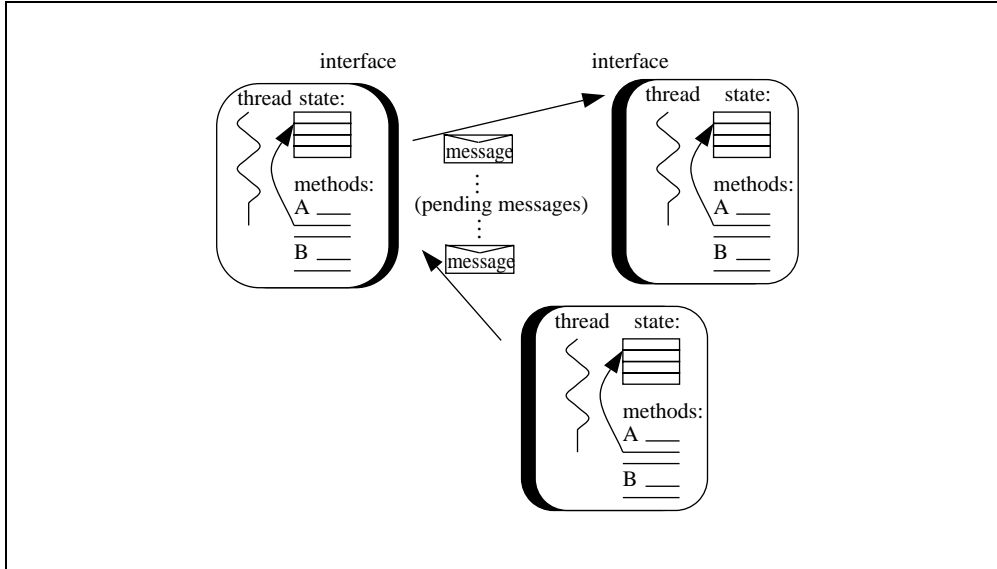 interface
thread state:
methods:
A
B
message
(pending messages)
message
interface
thread state:
methods:
A
B
thread state:
methods:
A
B